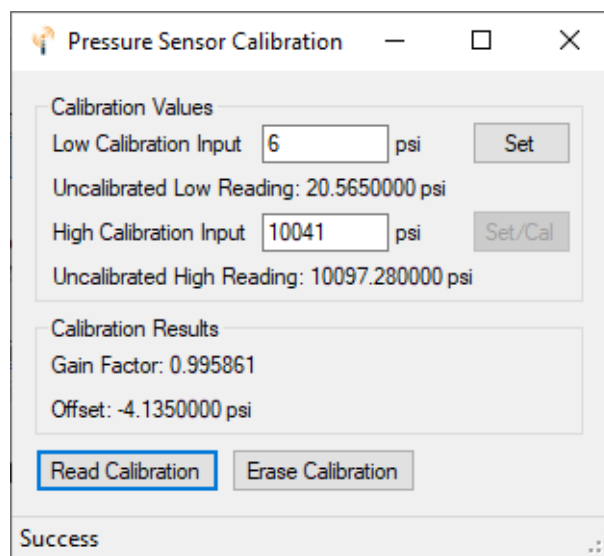 Pressure Sensor Calibration
Calibration Values
Low Calibration Input 6 psi Set
Uncalibrated Low Reading: 20.5650000 psi
High Calibration Input 10041 psi Set/Cal
Uncalibrated High Reading: 10097.280000 psi
Calibration Results
Gain Factor: 0.995861
Offset: -4.1350000 psi
Read Calibration Erase Calibration
Success